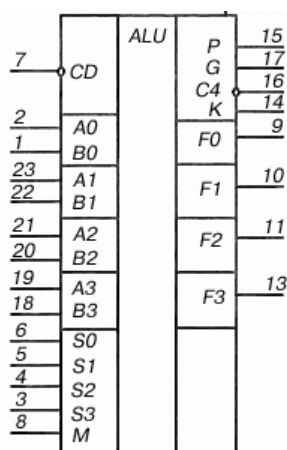 ALU
7 CD
2 A0
1 B0
23 A1
22 B1
21 A2
20 B2
19 A3
18 B3
6 S0
5 S1
4 S2
3 S3
8 M
P 15
G 17
C4 16
K 14
F0 9
F1 10
F2 11
F3 13